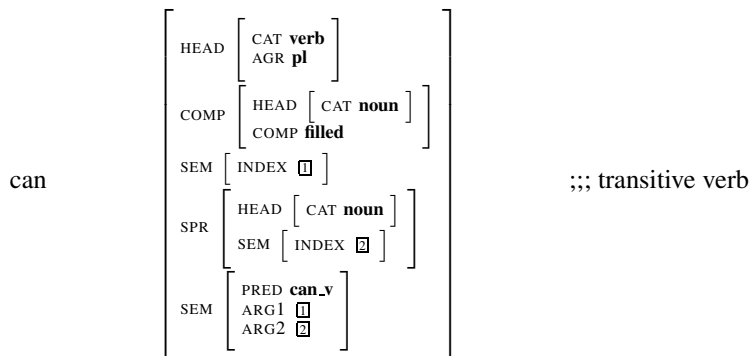 HEAD [ CAT verb
AGR pl ]
COMP [ HEAD [ CAT noun ]
COMP filled ]
SEM [ INDEX 1 ]
can ;;; transitive verb
SPR [ HEAD [ CAT noun ]
SEM [ INDEX 2 ] ]
SEM [ PRED can_v
ARG1 1
ARG2 2 ]